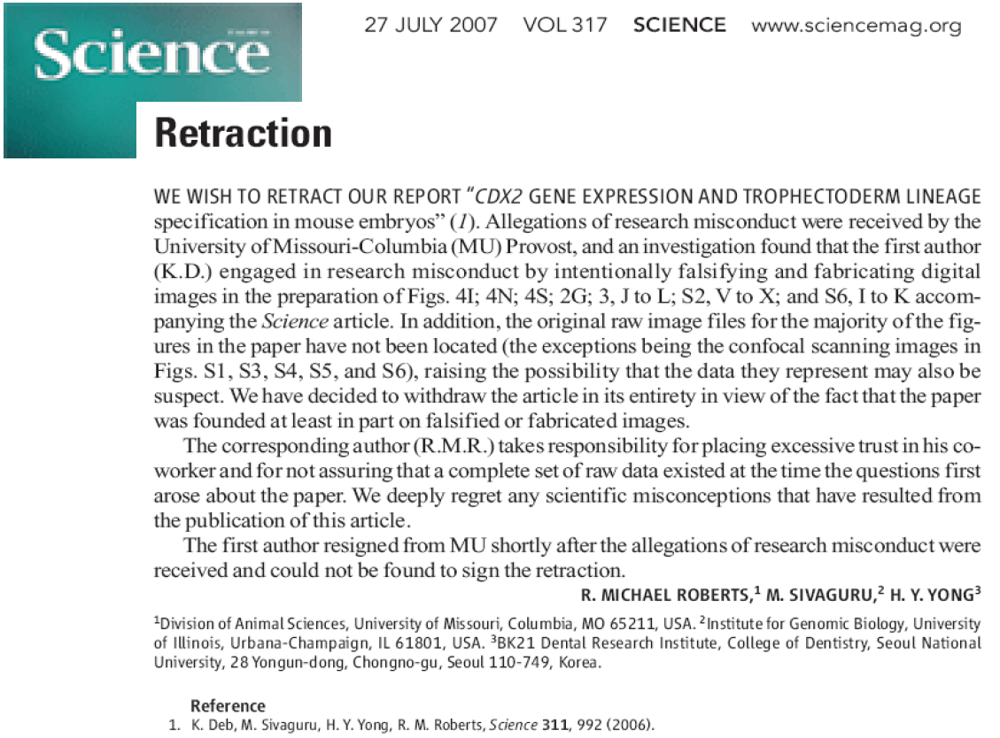 Science
27 JULY 2007 VOL 317 SCIENCE www.sciencemag.org
Retraction
WE WISH TO RETRACT OUR REPORT “CDX2 GENE EXPRESSION AND TROPHECTODERM LINEAGE
specification in mouse embryos” (1). Allegations of research misconduct were received by the
University of Missouri-Columbia (MU) Provost, and an investigation found that the first author
(K.D.) engaged in research misconduct by intentionally falsifying and fabricating digital
images in the preparation of Figs. 4I; 4N; 4S; 2G; 3, J to L; S2, V to X; and S6, I to K accom-
panying the Science article. In addition, the original raw image files for the majority of the fig-
ures in the paper have not been located (the exceptions being the confocal scanning images in
Figs. S1, S3, S4, S5, and S6), raising the possibility that the data they represent may also be
suspect. We have decided to withdraw the article in its entirety in view of the fact that the paper
was founded at least in part on falsified or fabricated images.
The corresponding author (R.M.R.) takes responsibility for placing excessive trust in his co-
worker and for not assuring that a complete set of raw data existed at the time the questions first
arose about the paper. We deeply regret any scientific misconceptions that have resulted from
the publication of this article.
The first author resigned from MU shortly after the allegations of research misconduct were
received and could not be found to sign the retraction.
R. MICHAEL ROBERTS,¹ M. SIVAGURU,² H. Y. YONG³
¹Division of Animal Sciences, University of Missouri, Columbia, MO 65211, USA. ²Institute for Genomic Biology, University
of Illinois, Urbana-Champaign, IL 61801, USA. ³BK21 Dental Research Institute, College of Dentistry, Seoul National
University, 28 Yongun-dong, Chongno-gu, Seoul 110-749, Korea.
Reference
1. K. Deb, M. Sivaguru, H. Y. Yong, R. M. Roberts, Science 311, 992 (2006).